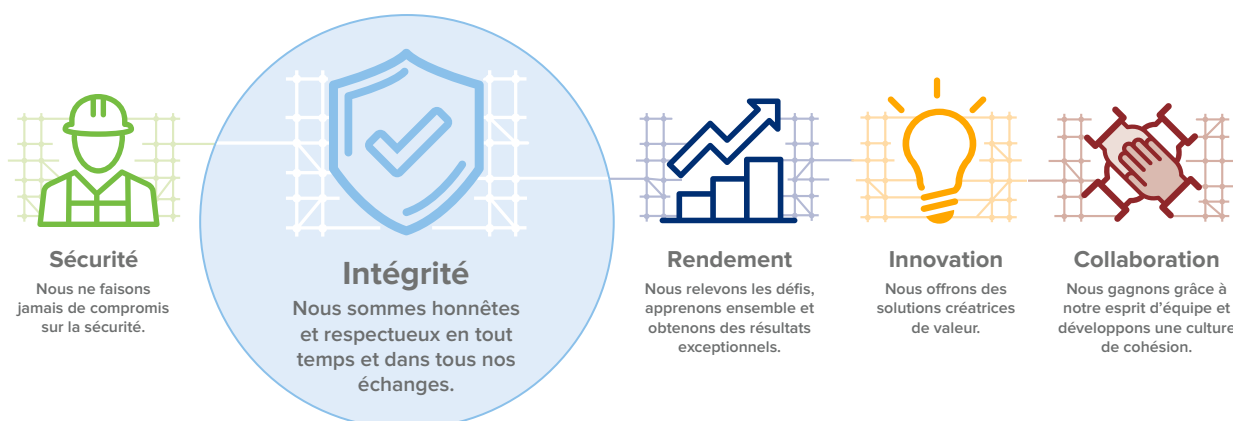 Sécurité
Nous ne faisons
jamais de compromis
sur la sécurité.
Intégrité
Nous sommes honnêtes
et respectueux en tout
temps et dans tous nos
échanges.
Rendement
Nous relevons les défis,
apprenons ensemble et
obtenons des résultats
exceptionnels.
Innovation
Nous offrons des
solutions créatrices
de valeur.
Collaboration
Nous gagnons grâce à
notre esprit d’équipe et
développons une culture
de cohésion.